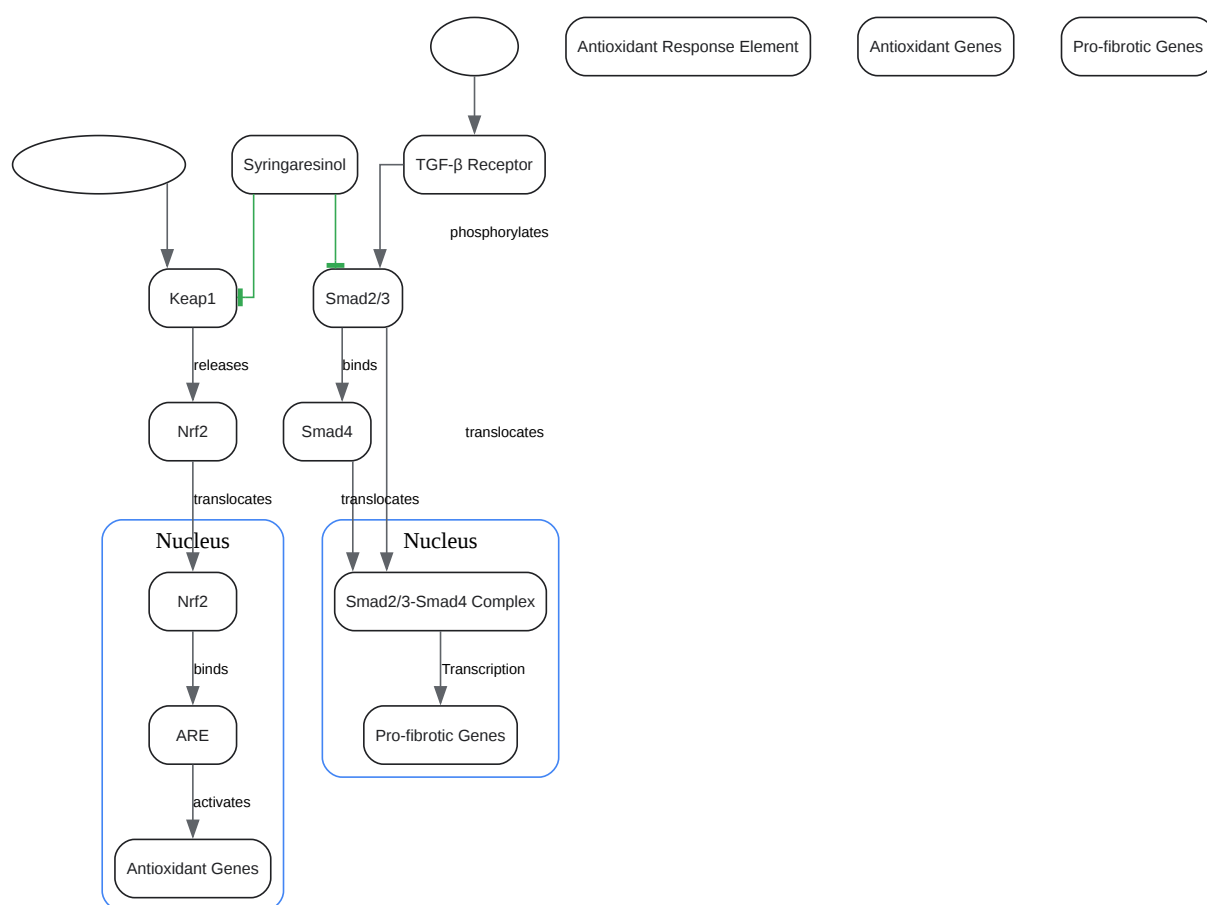 Antioxidant Response Element
Antioxidant Genes
Pro-fibrotic Genes
Syringaresinol
TGF-β Receptor
phosphorylates
Keap1
Smad2/3
releases
binds
Nrf2
Smad4
translocates
translocates
translocates
Nucleus
Nucleus
Nrf2
Smad2/3-Smad4 Complex
binds
Transcription
ARE
Pro-fibrotic Genes
activates
Antioxidant Genes